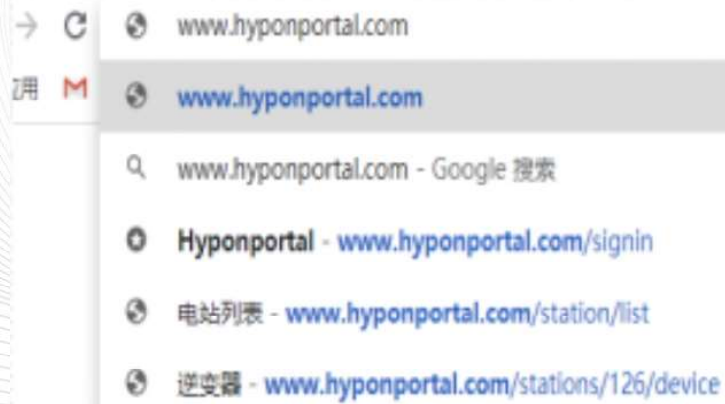 www.hyponportal.com
用
www.hyponportal.com
www.hyponportal.com - Google 搜索
Hyponportal - www.hyponportal.com/signin
电站列表 - www.hyponportal.com/station/list
逆变器 - www.hyponportal.com/stations/126/device